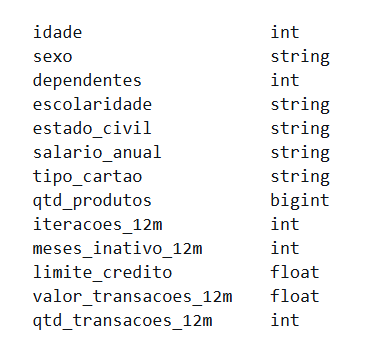 idade int
sexo string
dependentes int
escolaridade string
estado_civil string
salario_anual string
tipo_cartao string
qtd_produtos bigint
iteracoes_12m int
meses_inativo_12m int
limite_credito float
valor_transacoes_12m float
qtd_transacoes_12m int